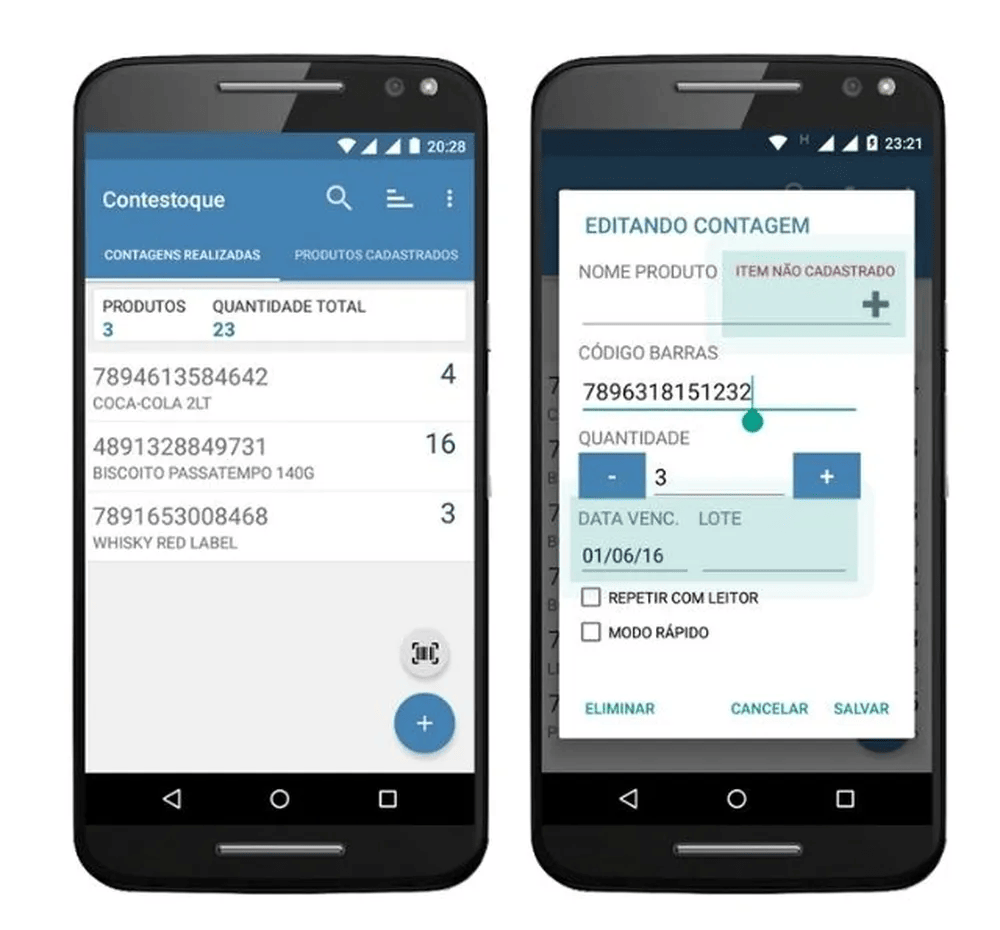 20:28
Contestoque
CONTAGENS REALIZADAS PRODUTOS CADASTRADOS
PRODUTOS QUANTIDADE TOTAL
3 23
7894613584642 4
COCA-COLA 2LT
4891328849731 16
BISCOITO PASSATEMPO 140G
7891653008468 3
WHISKY RED LABEL
+
H 23:21
EDITANDO CONTAGEM
NOME PRODUTO ITEM NÃO CADASTRADO
+
CÓDIGO BARRAS
7896318151232
QUANTIDADE
- 3 +
DATA VENC. LOTE
01/06/16
REPETIR COM LEITOR
MODO RÁPIDO
ELIMINAR CANCELAR SALVAR